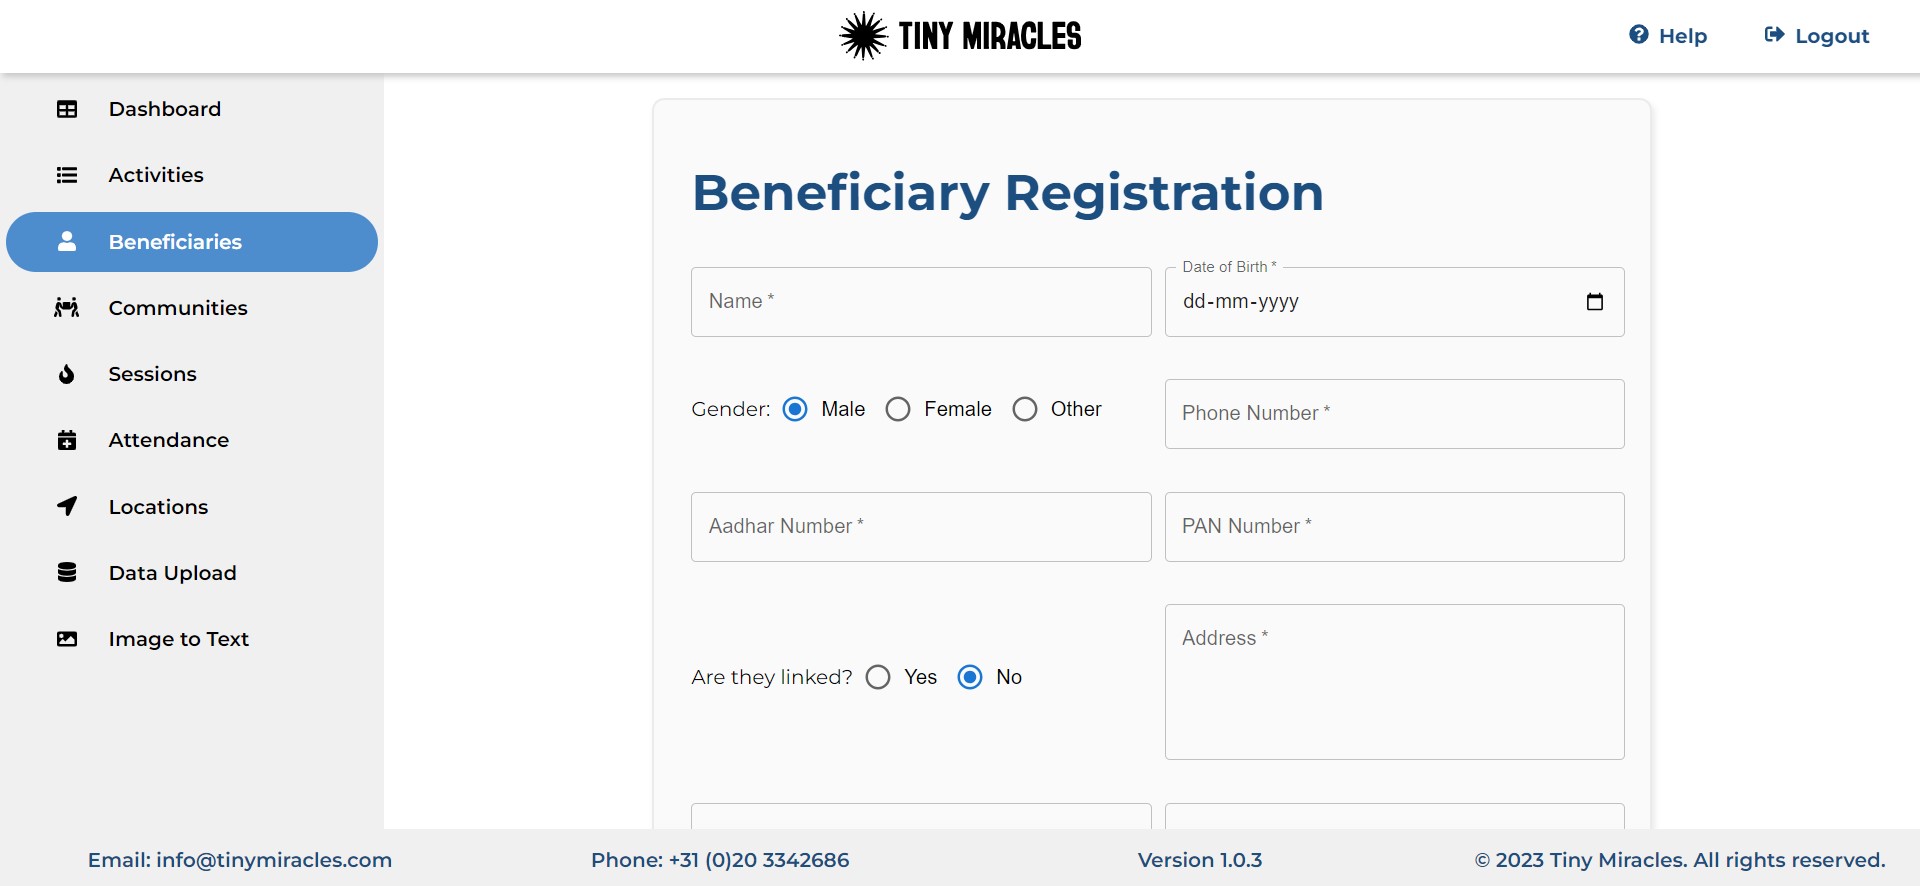 TINY MIRACLES
Help
Logout
Dashboard
Activities
Beneficiaries
Communities
Sessions
Attendance
Locations
Data Upload
Image to Text
Beneficiary Registration
Name *
Date of Birth *
dd-mm-yyyy
Gender: Male Female Other
Phone Number *
Aadhar Number *
PAN Number *
Are they linked? Yes No
Address *
Email: info@tinymiracles.com
Phone: +31 (0)20 3342686
Version 1.0.3
© 2023 Tiny Miracles. All rights reserved.